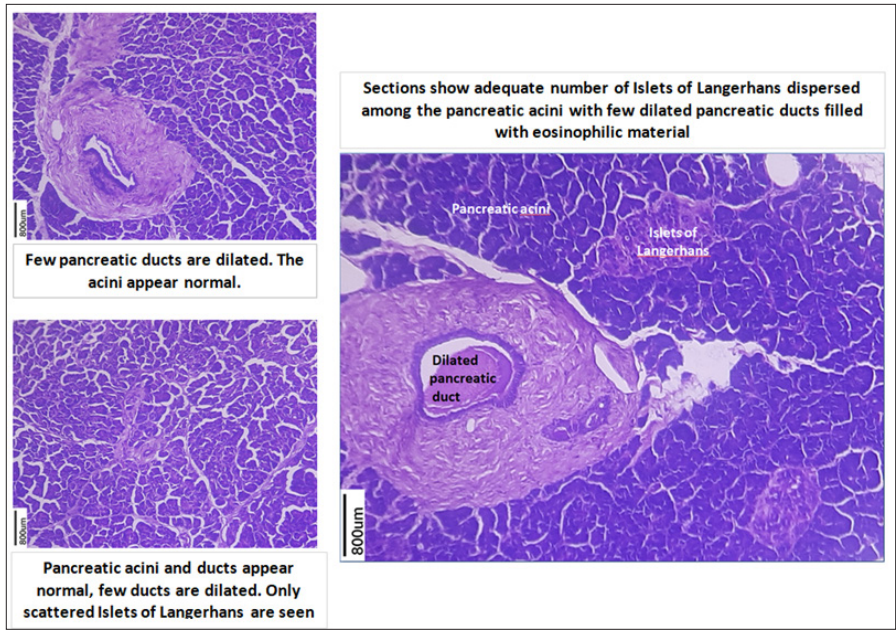 800um
Few pancreatic ducts are dilated. The
acini appear normal.
800um
Pancreatic acini and ducts appear
normal, few ducts are dilated. Only
scattered Islets of Langerhans are seen
Sections show adequate number of Islets of Langerhans dispersed
among the pancreatic acini with few dilated pancreatic ducts filled
with eosinophilic material
Pancreatic acini
Islets of
Langerhans
Dilated
pancreatic
duct
800um